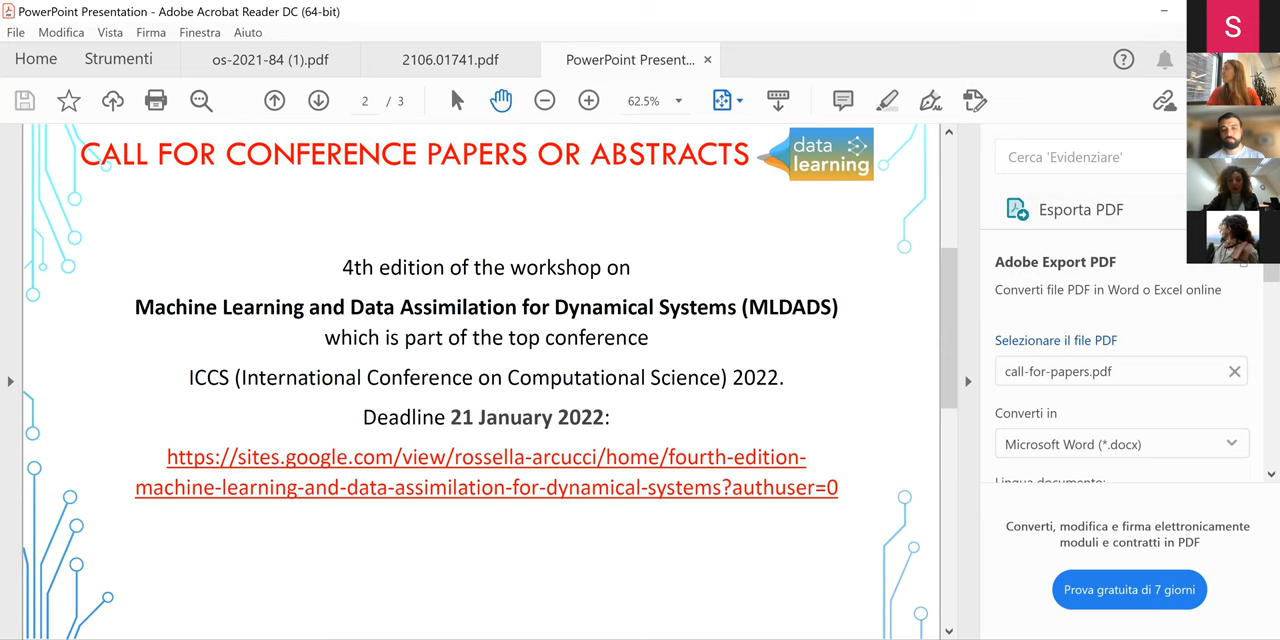 PowerPoint Presentation - Adobe Acrobat Reader DC (64-bit)
File Modifica Vista Firma Finestra Aiuto
Home Strumenti os-2021-84 (1).pdf 2106.01741.pdf PowerPoint Present... ×
2 / 3 62.5%
S
CALL FOR CONFERENCE PAPERS OR ABSTRACTS
data
learning
4th edition of the workshop on
Machine Learning and Data Assimilation for Dynamical Systems (MLDADS)
which is part of the top conference
ICCS (International Conference on Computational Science) 2022.
Deadline 21 January 2022:
https://sites.google.com/view/rossella-arcucci/home/fourth-edition-
machine-learning-and-data-assimilation-for-dynamical-systems?authuser=0
Cerca 'Evidenziare'
Esporta PDF
Adobe Export PDF
Converti file PDF in Word o Excel online
Selezionare il file PDF
call-for-papers.pdf
Converti in
Microsoft Word (*.docx)
Lingua documento:
Converti, modifica e firma elettronicamente
moduli e contratti in PDF
Prova gratuita di 7 giorni